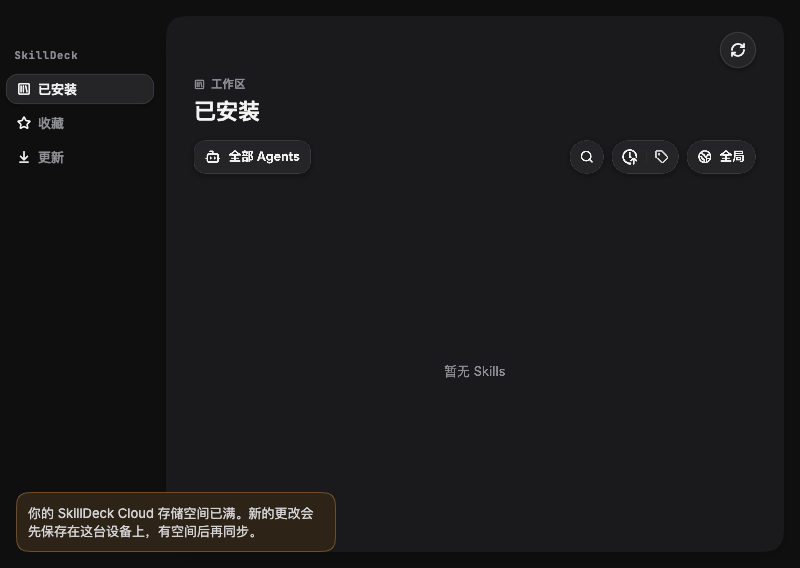 SkillDeck
已安装
收藏
更新
工作区
已安装
全部 Agents
全局
暂无 Skills
你的 SkillDeck Cloud 存储空间已满。新的更改会
先保存在这台设备上，有空间后再同步。